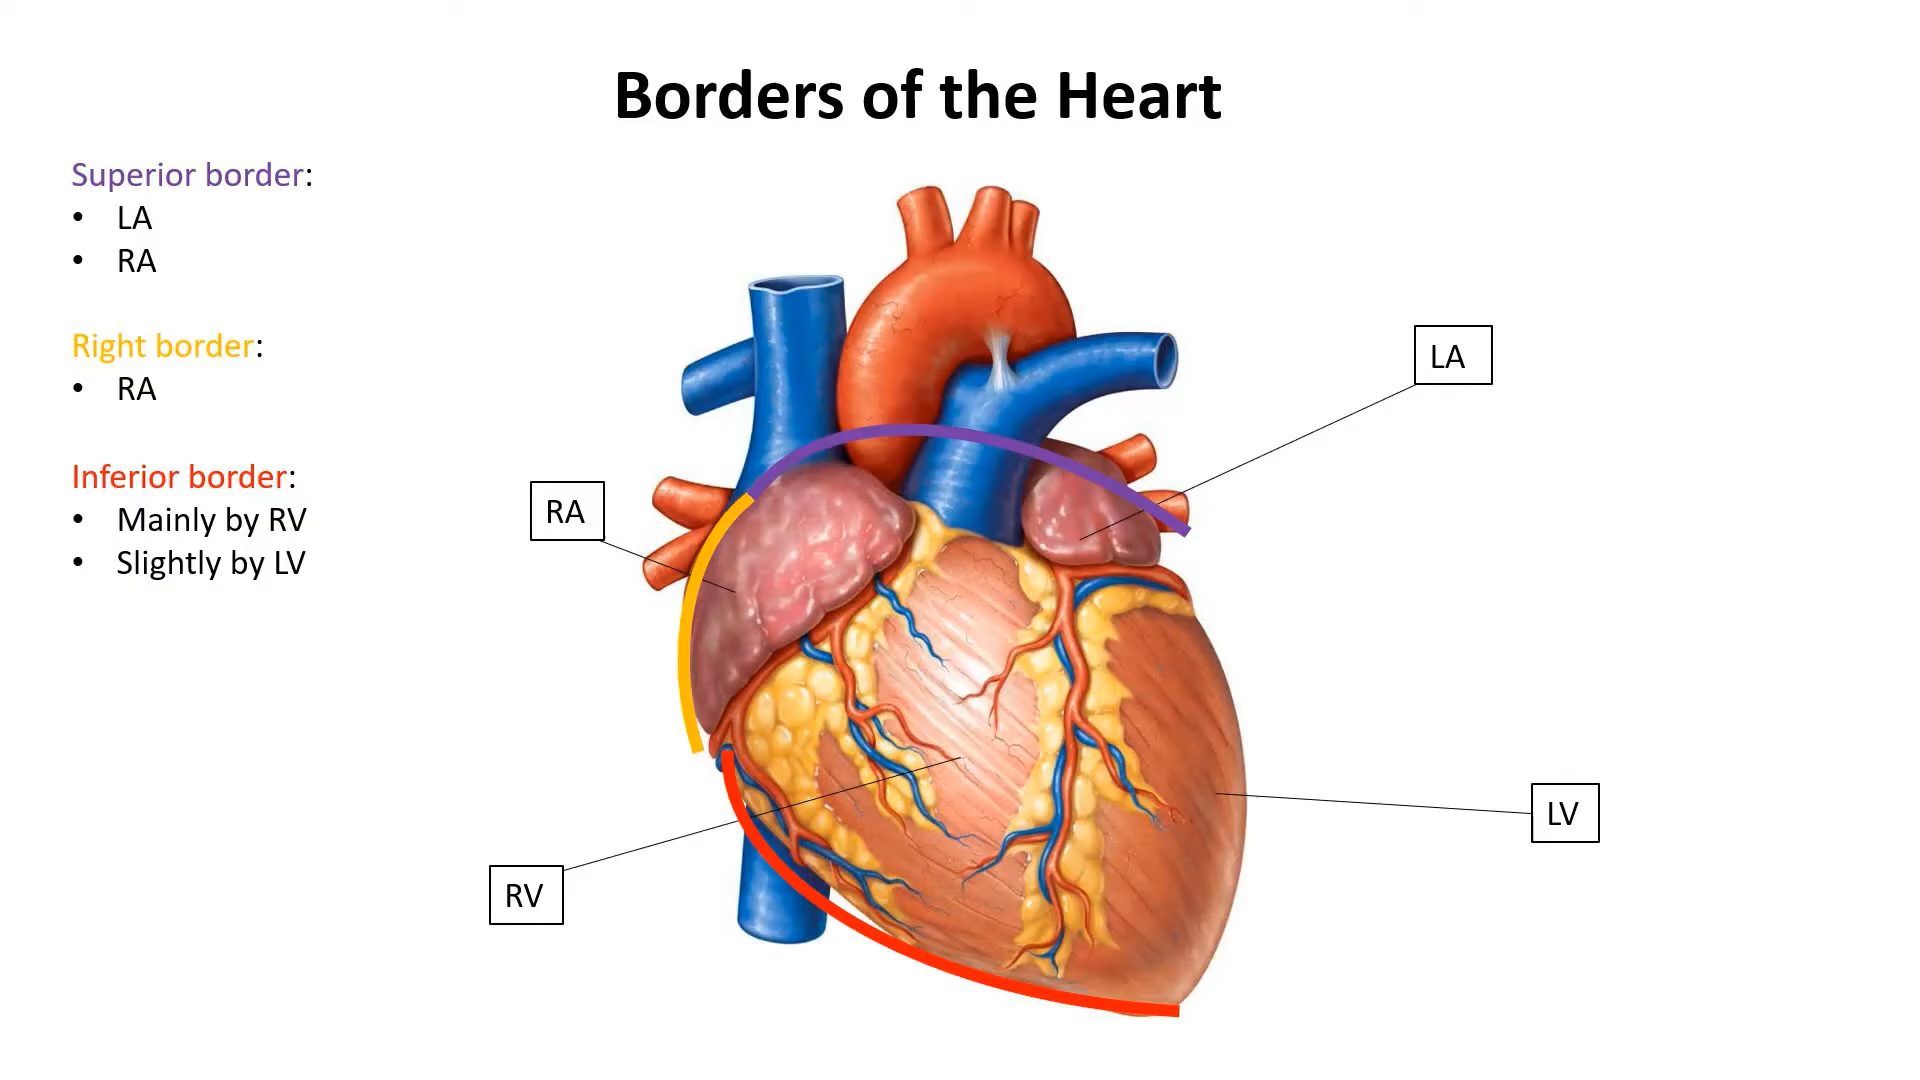 Borders of the Heart
Superior border:
• LA
• RA
Right border:
• RA
Inferior border:
• Mainly by RV
• Slightly by LV
LA
RA
LV
RV